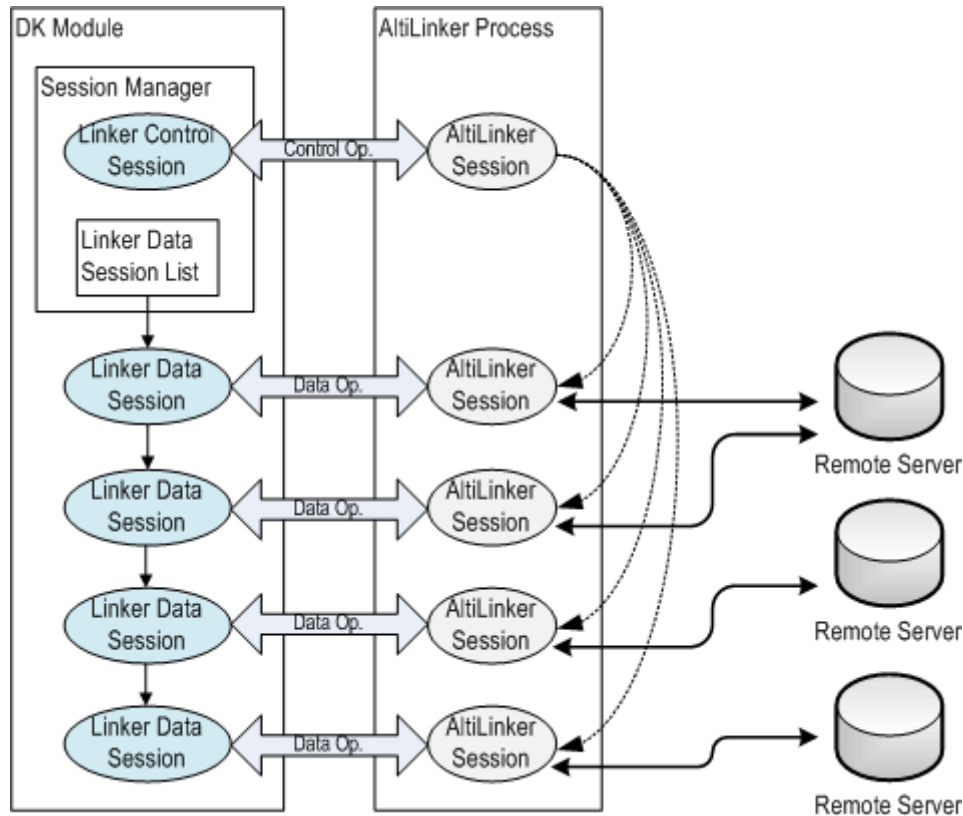 DK Module
AltiLinker Process
Session Manager
Linker Control
Session
Control Op.
AltiLinker
Session
Linker Data
Session List
Linker Data
Session
Data Op.
AltiLinker
Session
Remote Server
Linker Data
Session
Data Op.
AltiLinker
Session
Linker Data
Session
Data Op.
AltiLinker
Session
Remote Server
Linker Data
Session
Data Op.
AltiLinker
Session
Remote Server